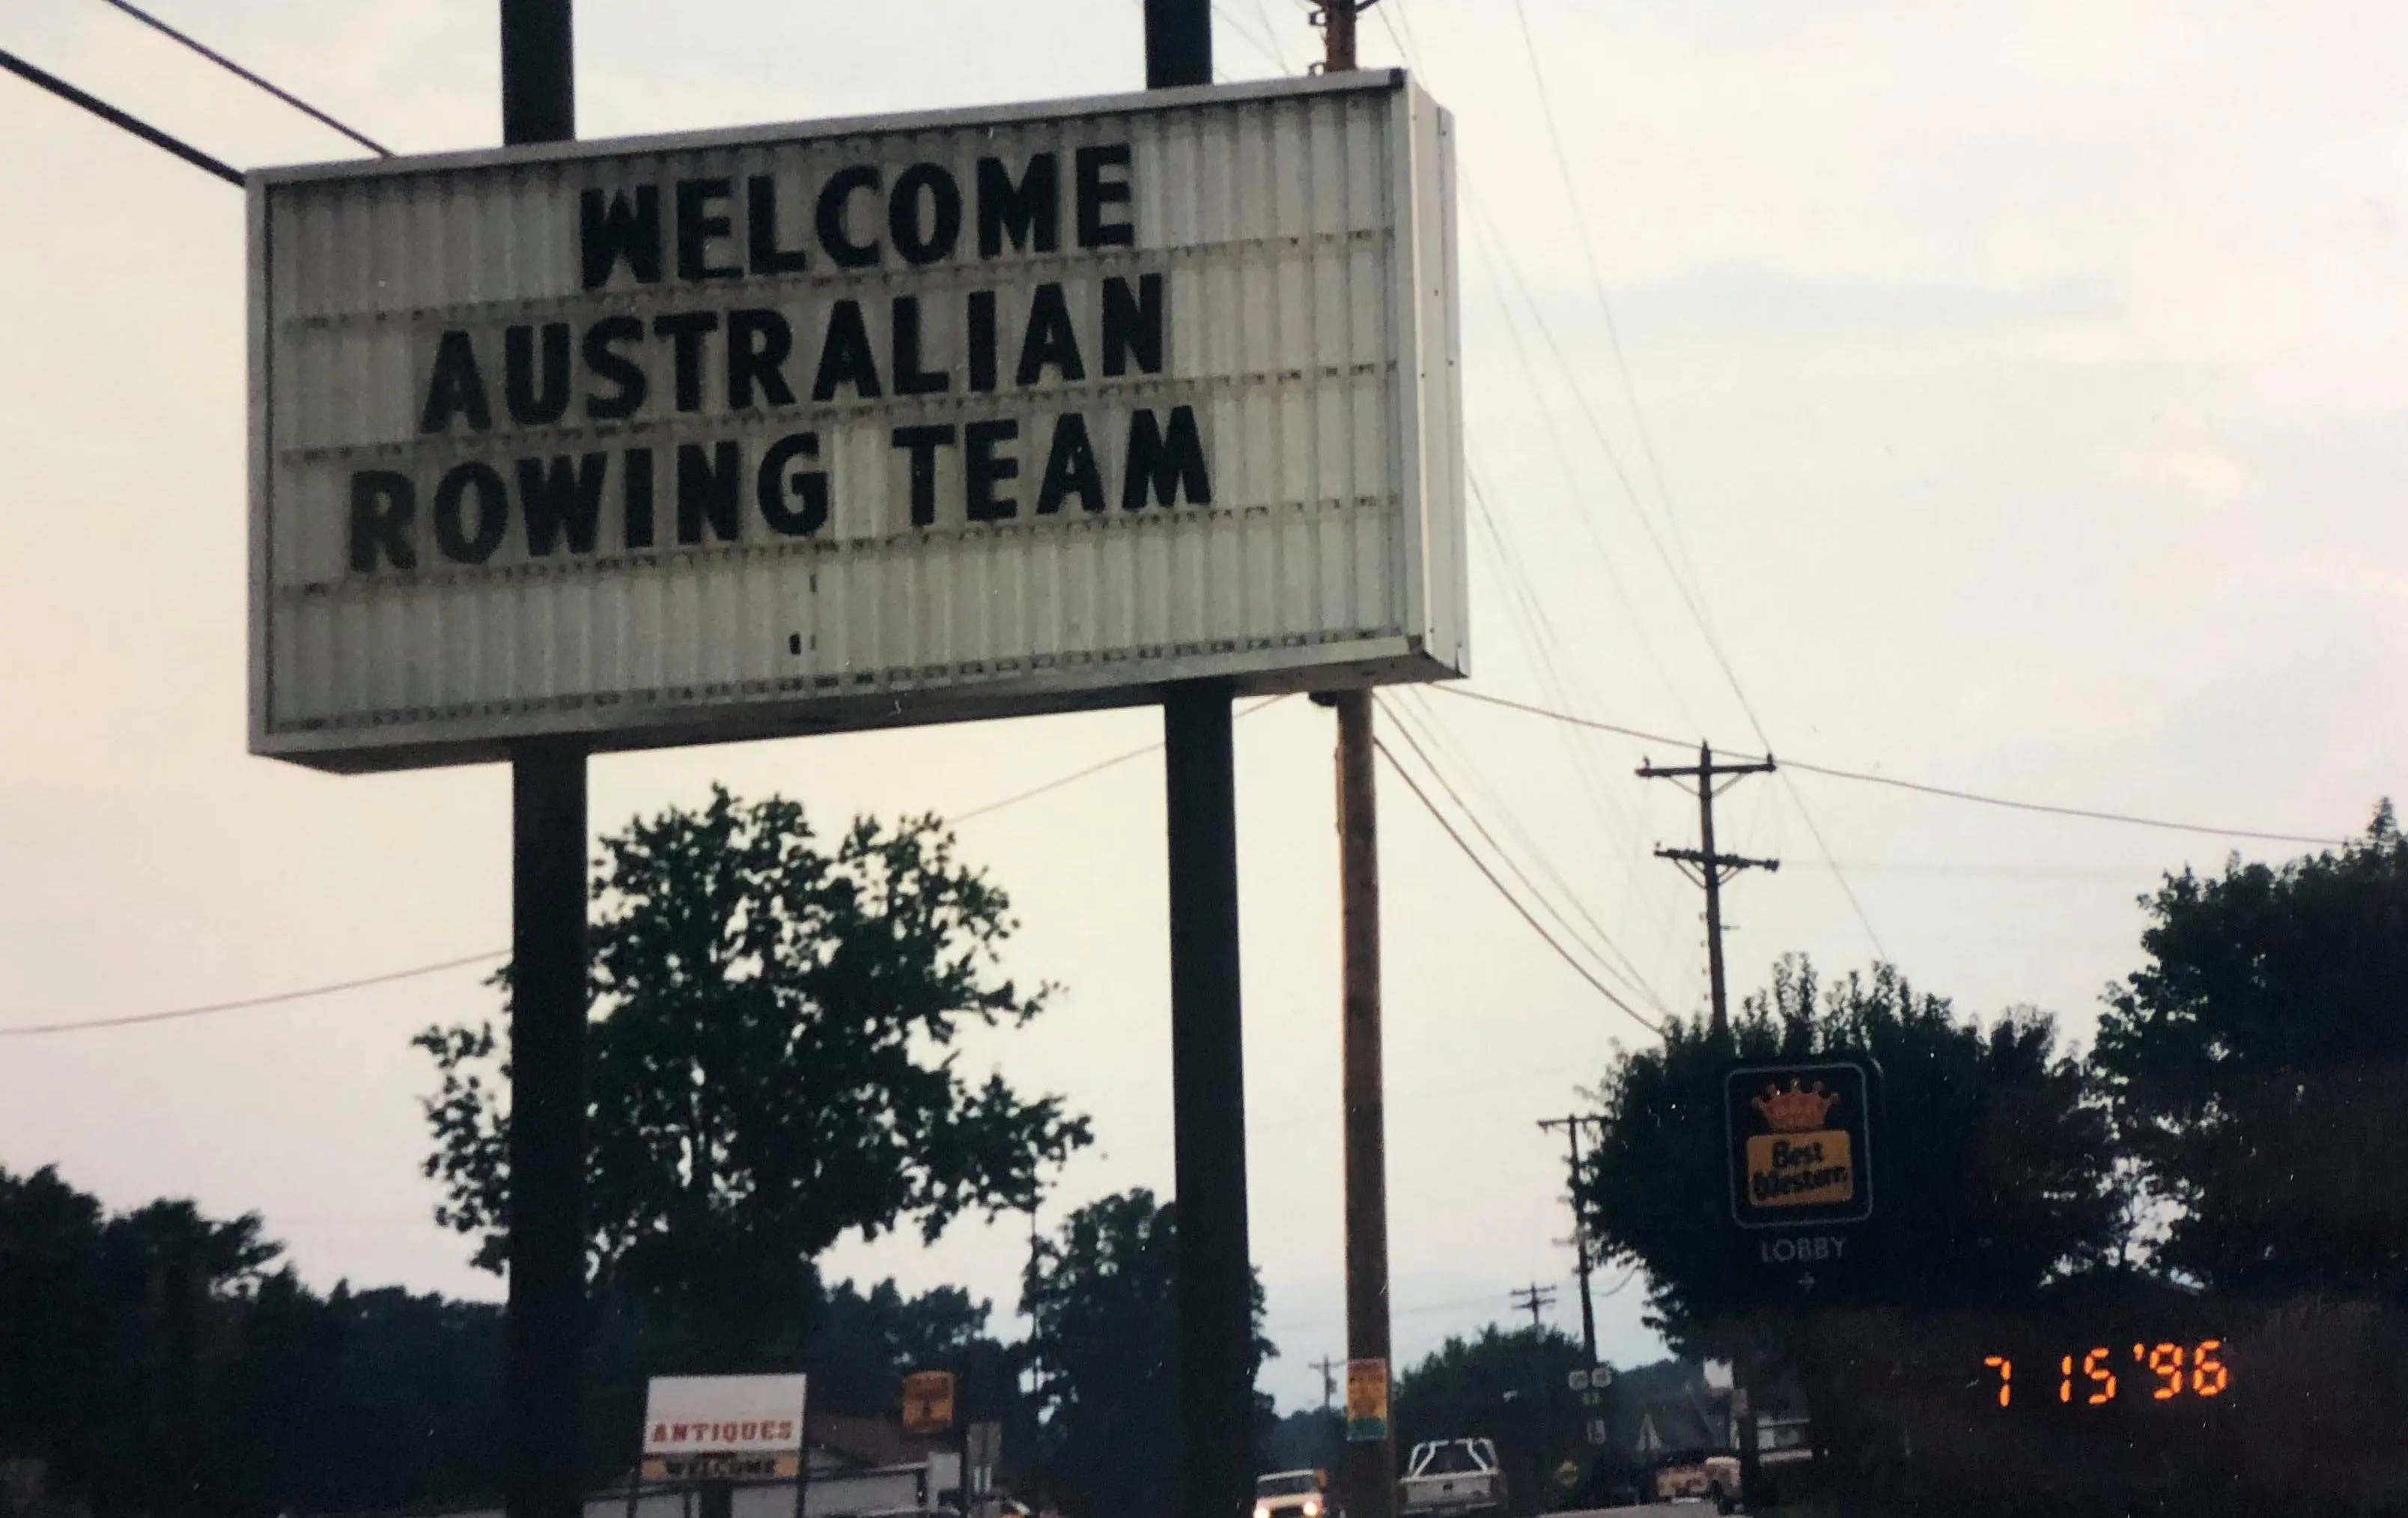 WELCOME
AUSTRALIAN
ROWING TEAM
Best
Western
LOBBY
ANTIQUES
WELCOME
7 15 '96